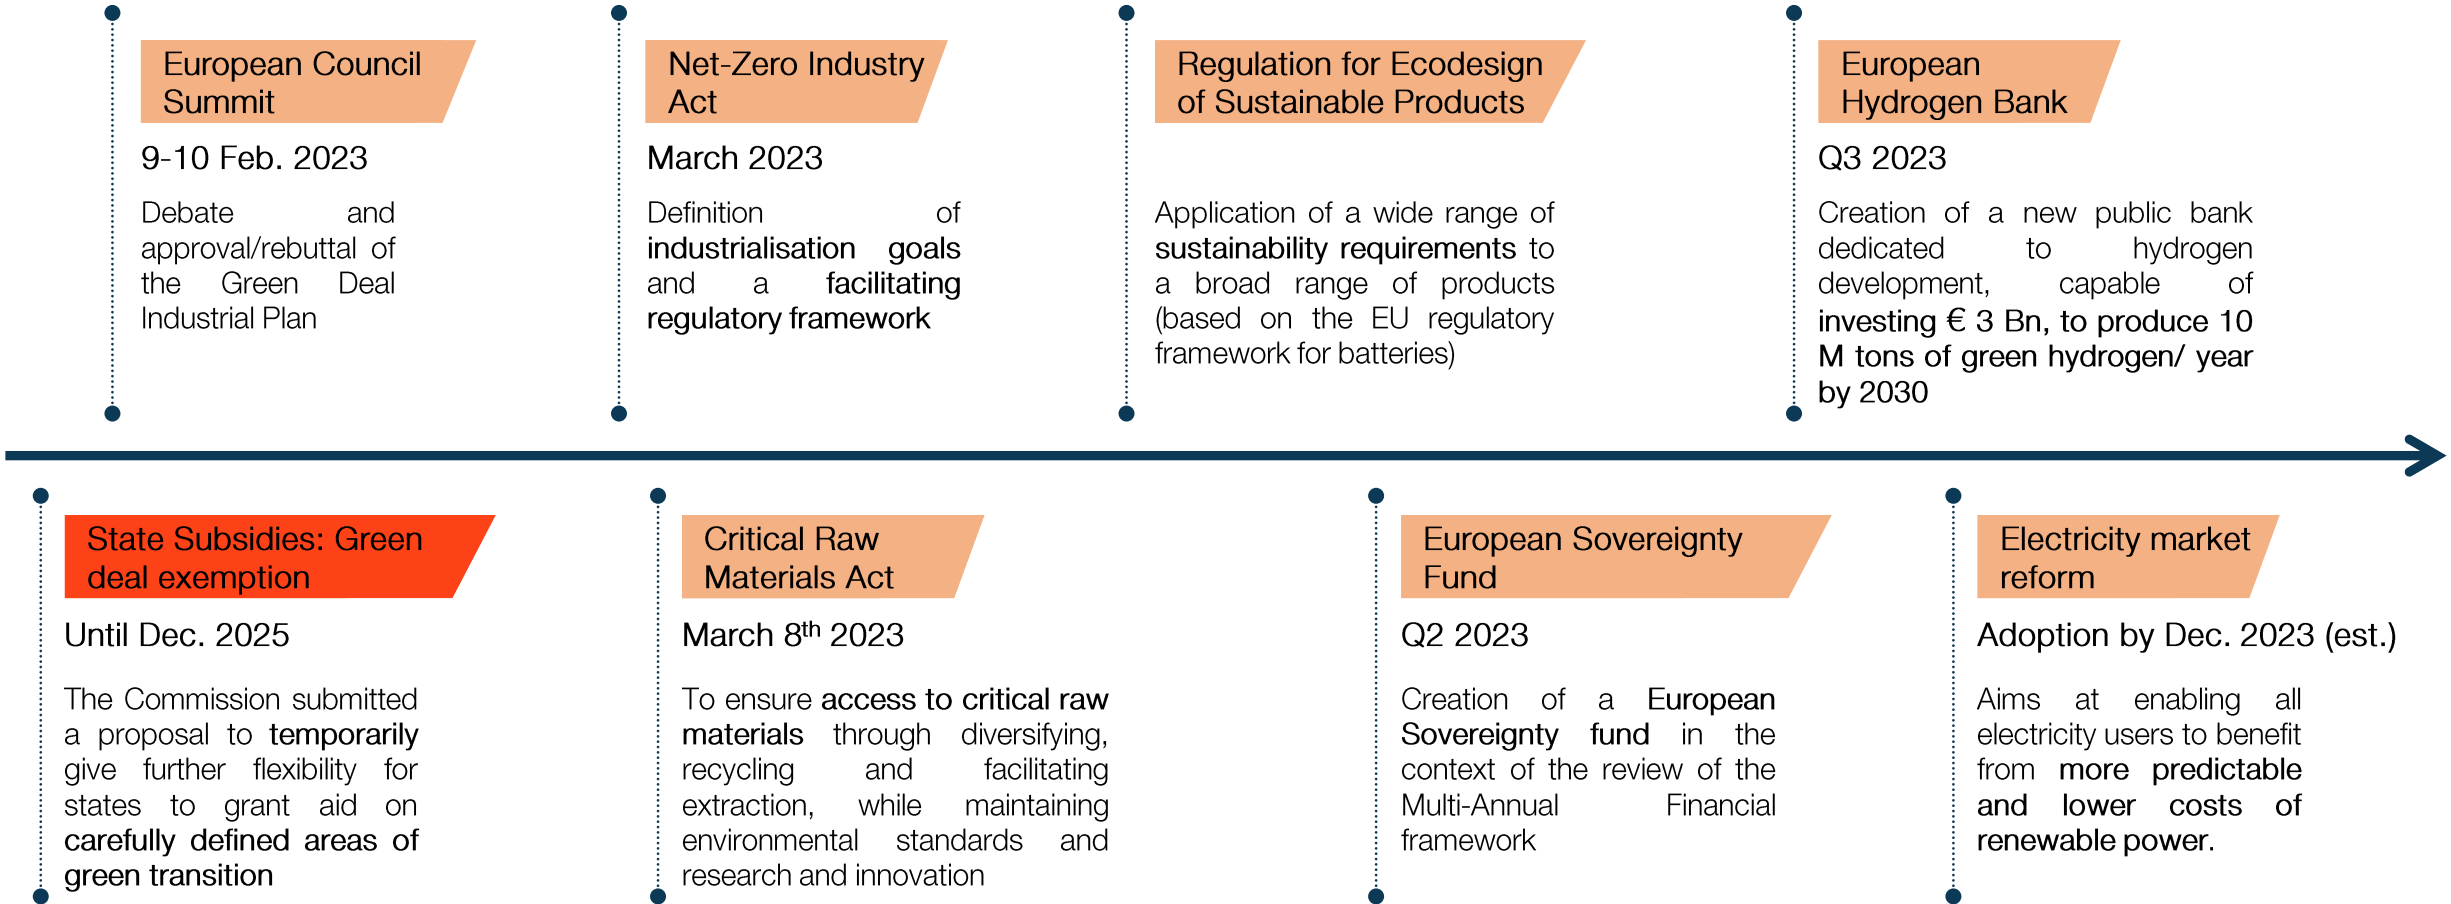 European Council
Summit
9-10 Feb. 2023
Debate and
approval/rebuttal of
the Green Deal
Industrial Plan
Net-Zero Industry
Act
March 2023
Definition of
industrialisation goals
and a facilitating
regulatory framework
Regulation for Ecodesign
of Sustainable Products
Application of a wide range of
sustainability requirements to
a broad range of products
(based on the EU regulatory
framework for batteries)
European
Hydrogen Bank
Q3 2023
Creation of a new public bank
dedicated to hydrogen
development, capable of
investing € 3 Bn, to produce 10
M tons of green hydrogen/ year
by 2030
State Subsidies: Green
deal exemption
Until Dec. 2025
The Commission submitted
a proposal to temporarily
give further flexibility for
states to grant aid on
carefully defined areas of
green transition
Critical Raw
Materials Act
March 8th 2023
To ensure access to critical raw
materials through diversifying,
recycling and facilitating
extraction, while maintaining
environmental standards and
research and innovation
European Sovereignty
Fund
Q2 2023
Creation of a European
Sovereignty fund in the
context of the review of the
Multi-Annual Financial
framework
Electricity market
reform
Adoption by Dec. 2023 (est.)
Aims at enabling all
electricity users to benefit
from more predictable
and lower costs of
renewable power.